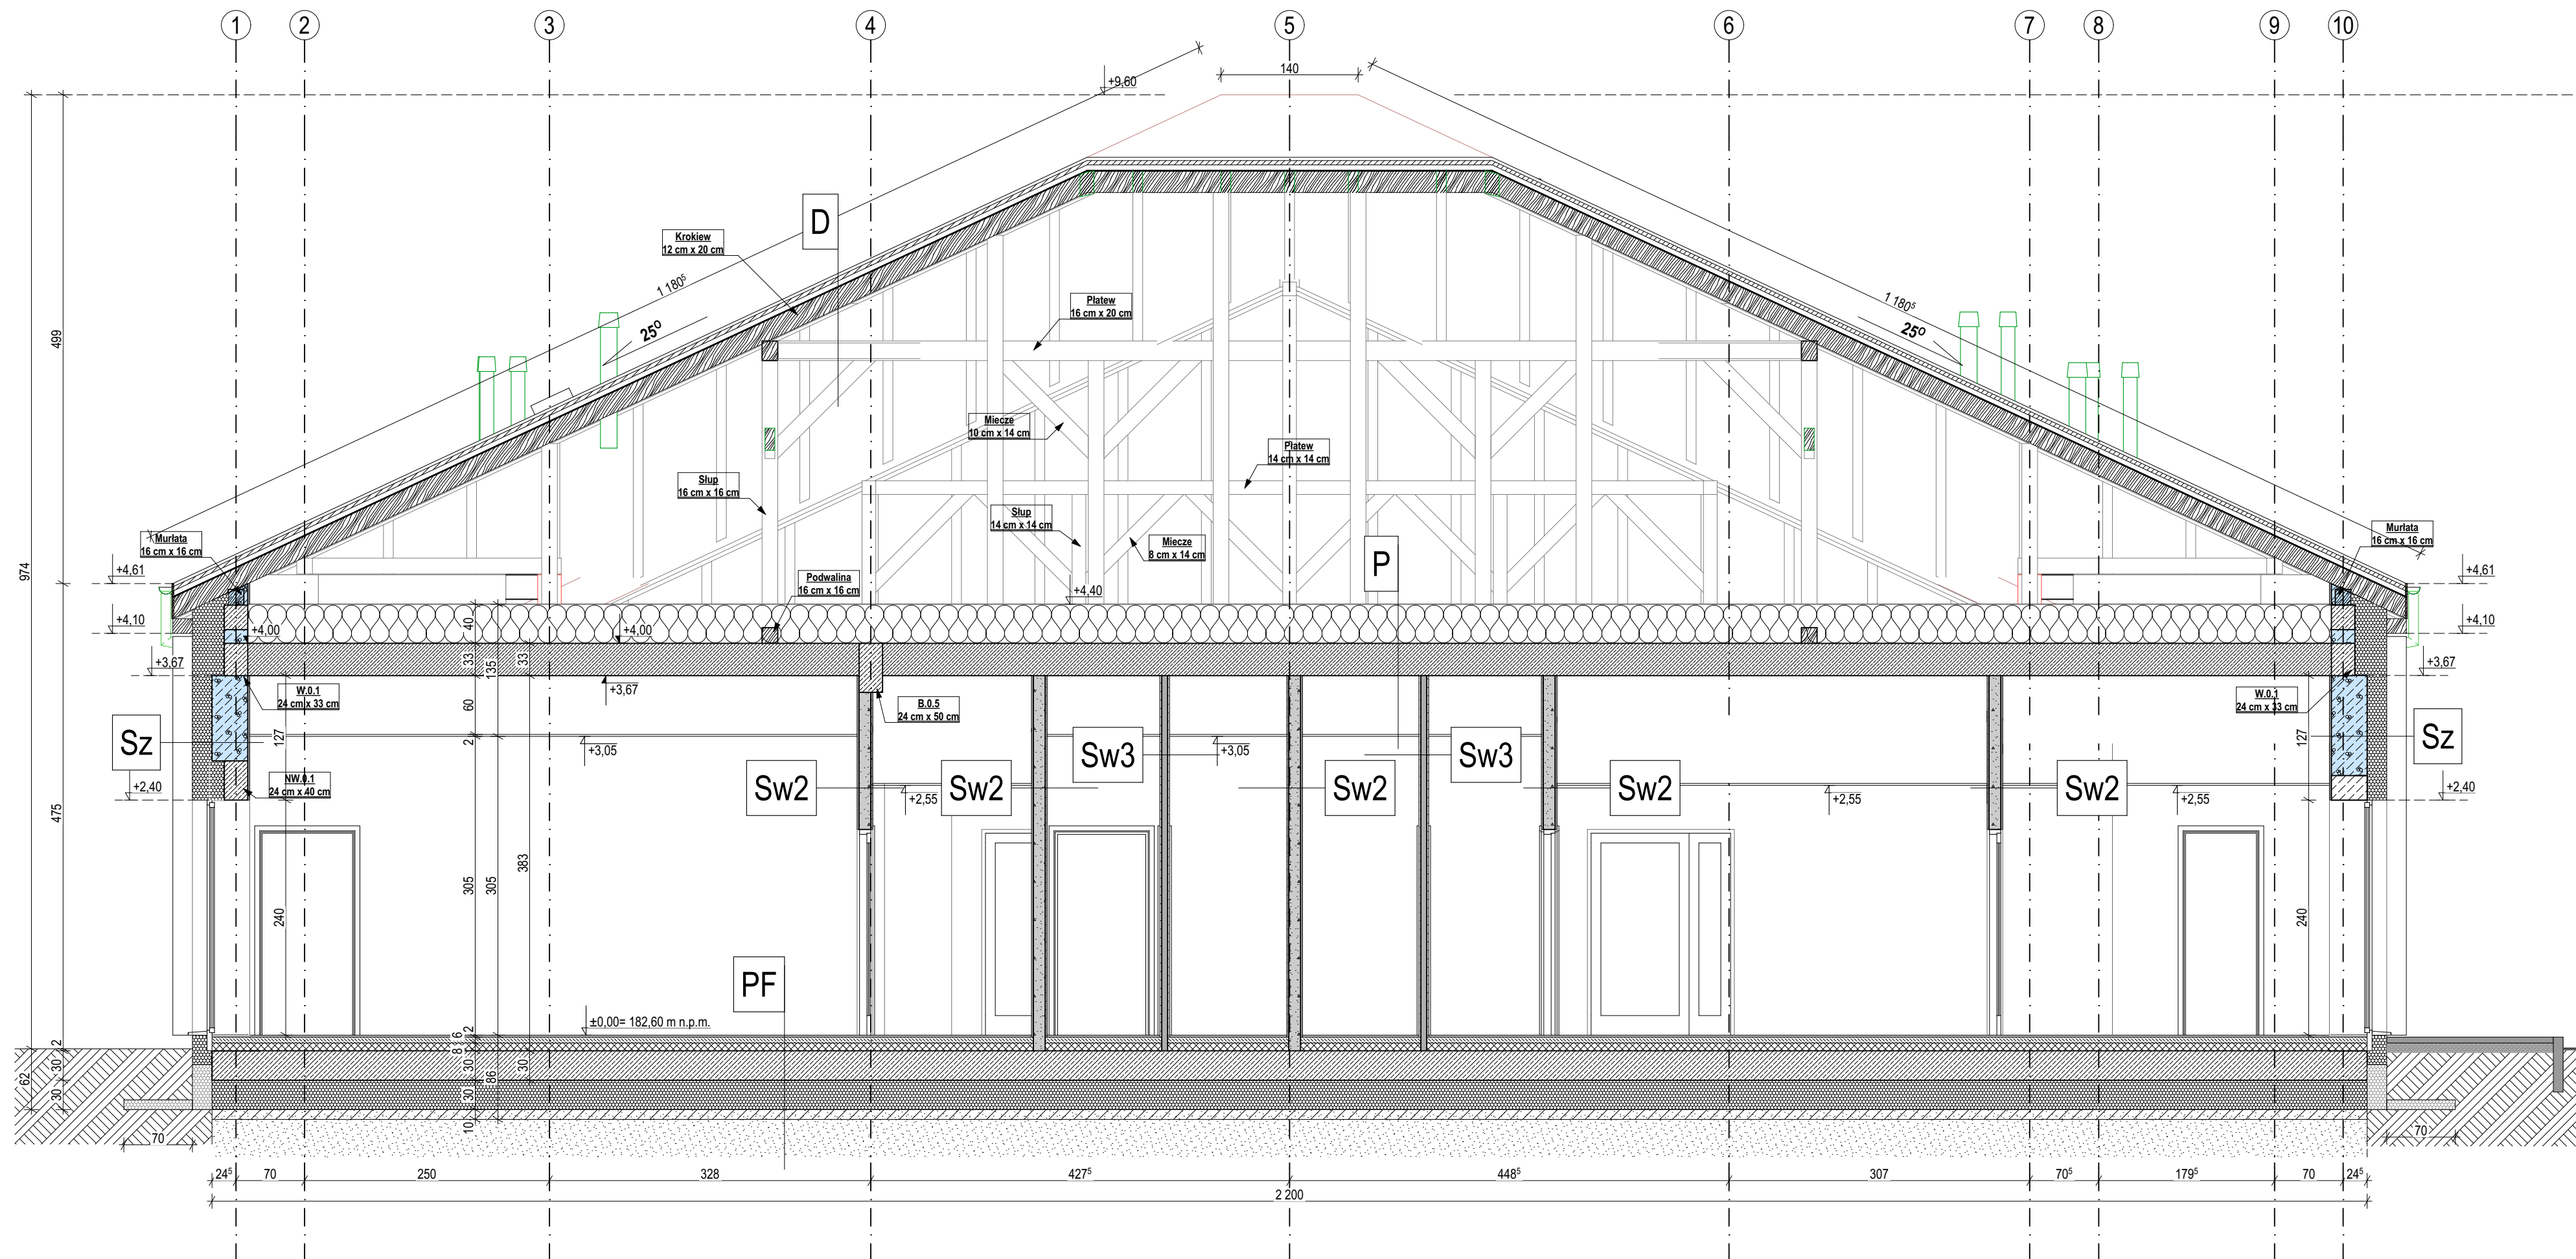 1 2 3 4 5 6 7 8 9 10
140
+9,60
D
Krokiew
12 cm x 20 cm
1 180⁵
1 180⁵
25⁰
25⁰
Płatew
16 cm x 20 cm
499
Miecze
10 cm x 14 cm
Płatew
14 cm x 14 cm
Słup
16 cm x 16 cm
Słup
14 cm x 14 cm
Miecze
8 cm x 14 cm
Murłata
16 cm x 16 cm
Murłata
16 cm x 16 cm
P
974
+4,61
+4,61
Podwalina
16 cm x 16 cm
+4,40
+4,10
+4,10
40
+4,00
+4,00
33
135
33
+3,67
+3,67
+3,67
W.0.1
24 cm x 33 cm
B.0.5
24 cm x 50 cm
W.0.1
24 cm x 33 cm
60
127
127
2
Sz
Sz
+3,05
+3,05
Sw3
Sw3
NW.0.1
24 cm x 40 cm
Sw2
Sw2
Sw2
Sw2
Sw2
+2,40
+2,40
+2,55
+2,55
+2,55
475
383
305
305
240
240
PF
±0,00= 182,60 m n.p.m.
2
6
8
2
30
30
30
86
62
30
30
10
70
70
24⁵ 70 250 328 427⁵ 448⁵ 307 70⁵ 179⁵ 70 24⁵
2 200